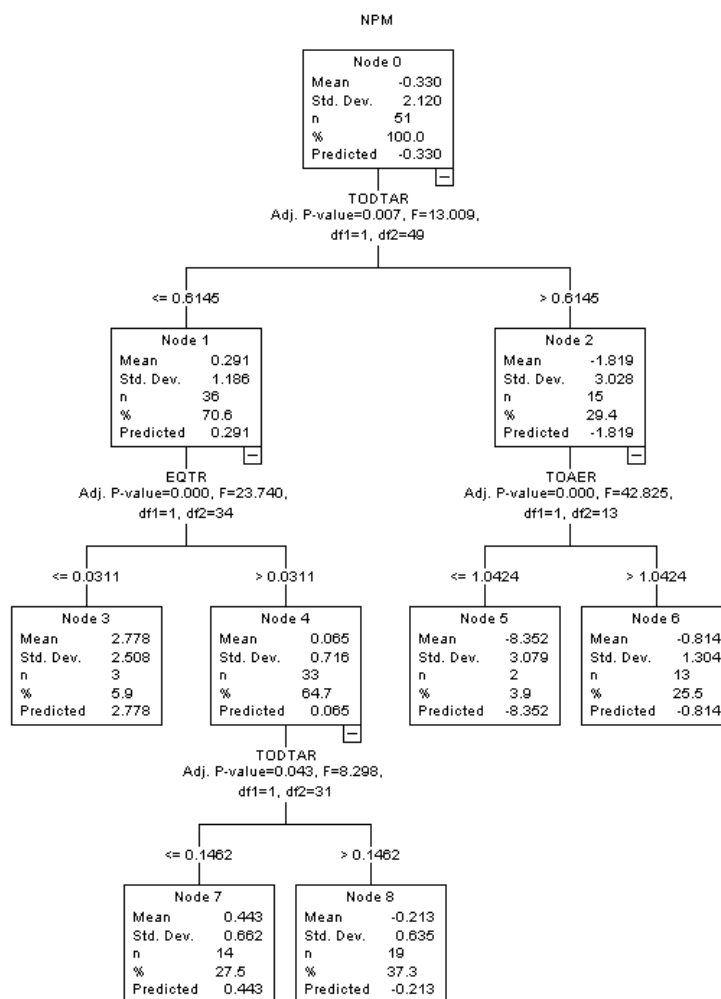 NPM
Node 0
Mean -0.330
Std. Dev. 2.120
n 51
% 100.0
Predicted -0.330
TODTAR
Adj. P-value=0.007, F=13.009,
df1=1, df2=49
<= 0.6145
> 0.6145
Node 1
Mean 0.291
Std. Dev. 1.186
n 36
% 70.6
Predicted 0.291
Node 2
Mean -1.819
Std. Dev. 3.028
n 15
% 29.4
Predicted -1.819
EQTR
Adj. P-value=0.000, F=23.740,
df1=1, df2=34
TOAER
Adj. P-value=0.000, F=42.825,
df1=1, df2=13
<= 0.0311
> 0.0311
<= 1.0424
> 1.0424
Node 3
Mean 2.778
Std. Dev. 2.508
n 3
% 5.9
Predicted 2.778
Node 4
Mean 0.065
Std. Dev. 0.716
n 33
% 64.7
Predicted 0.065
Node 5
Mean -8.352
Std. Dev. 3.079
n 2
% 3.9
Predicted -8.352
Node 6
Mean -0.814
Std. Dev. 1.304
n 13
% 25.5
Predicted -0.814
TODTAR
Adj. P-value=0.043, F=8.298,
df1=1, df2=31
<= 0.1462
> 0.1462
Node 7
Mean 0.443
Std. Dev. 0.662
n 14
% 27.5
Predicted 0.443
Node 8
Mean -0.213
Std. Dev. 0.635
n 19
% 37.3
Predicted -0.213